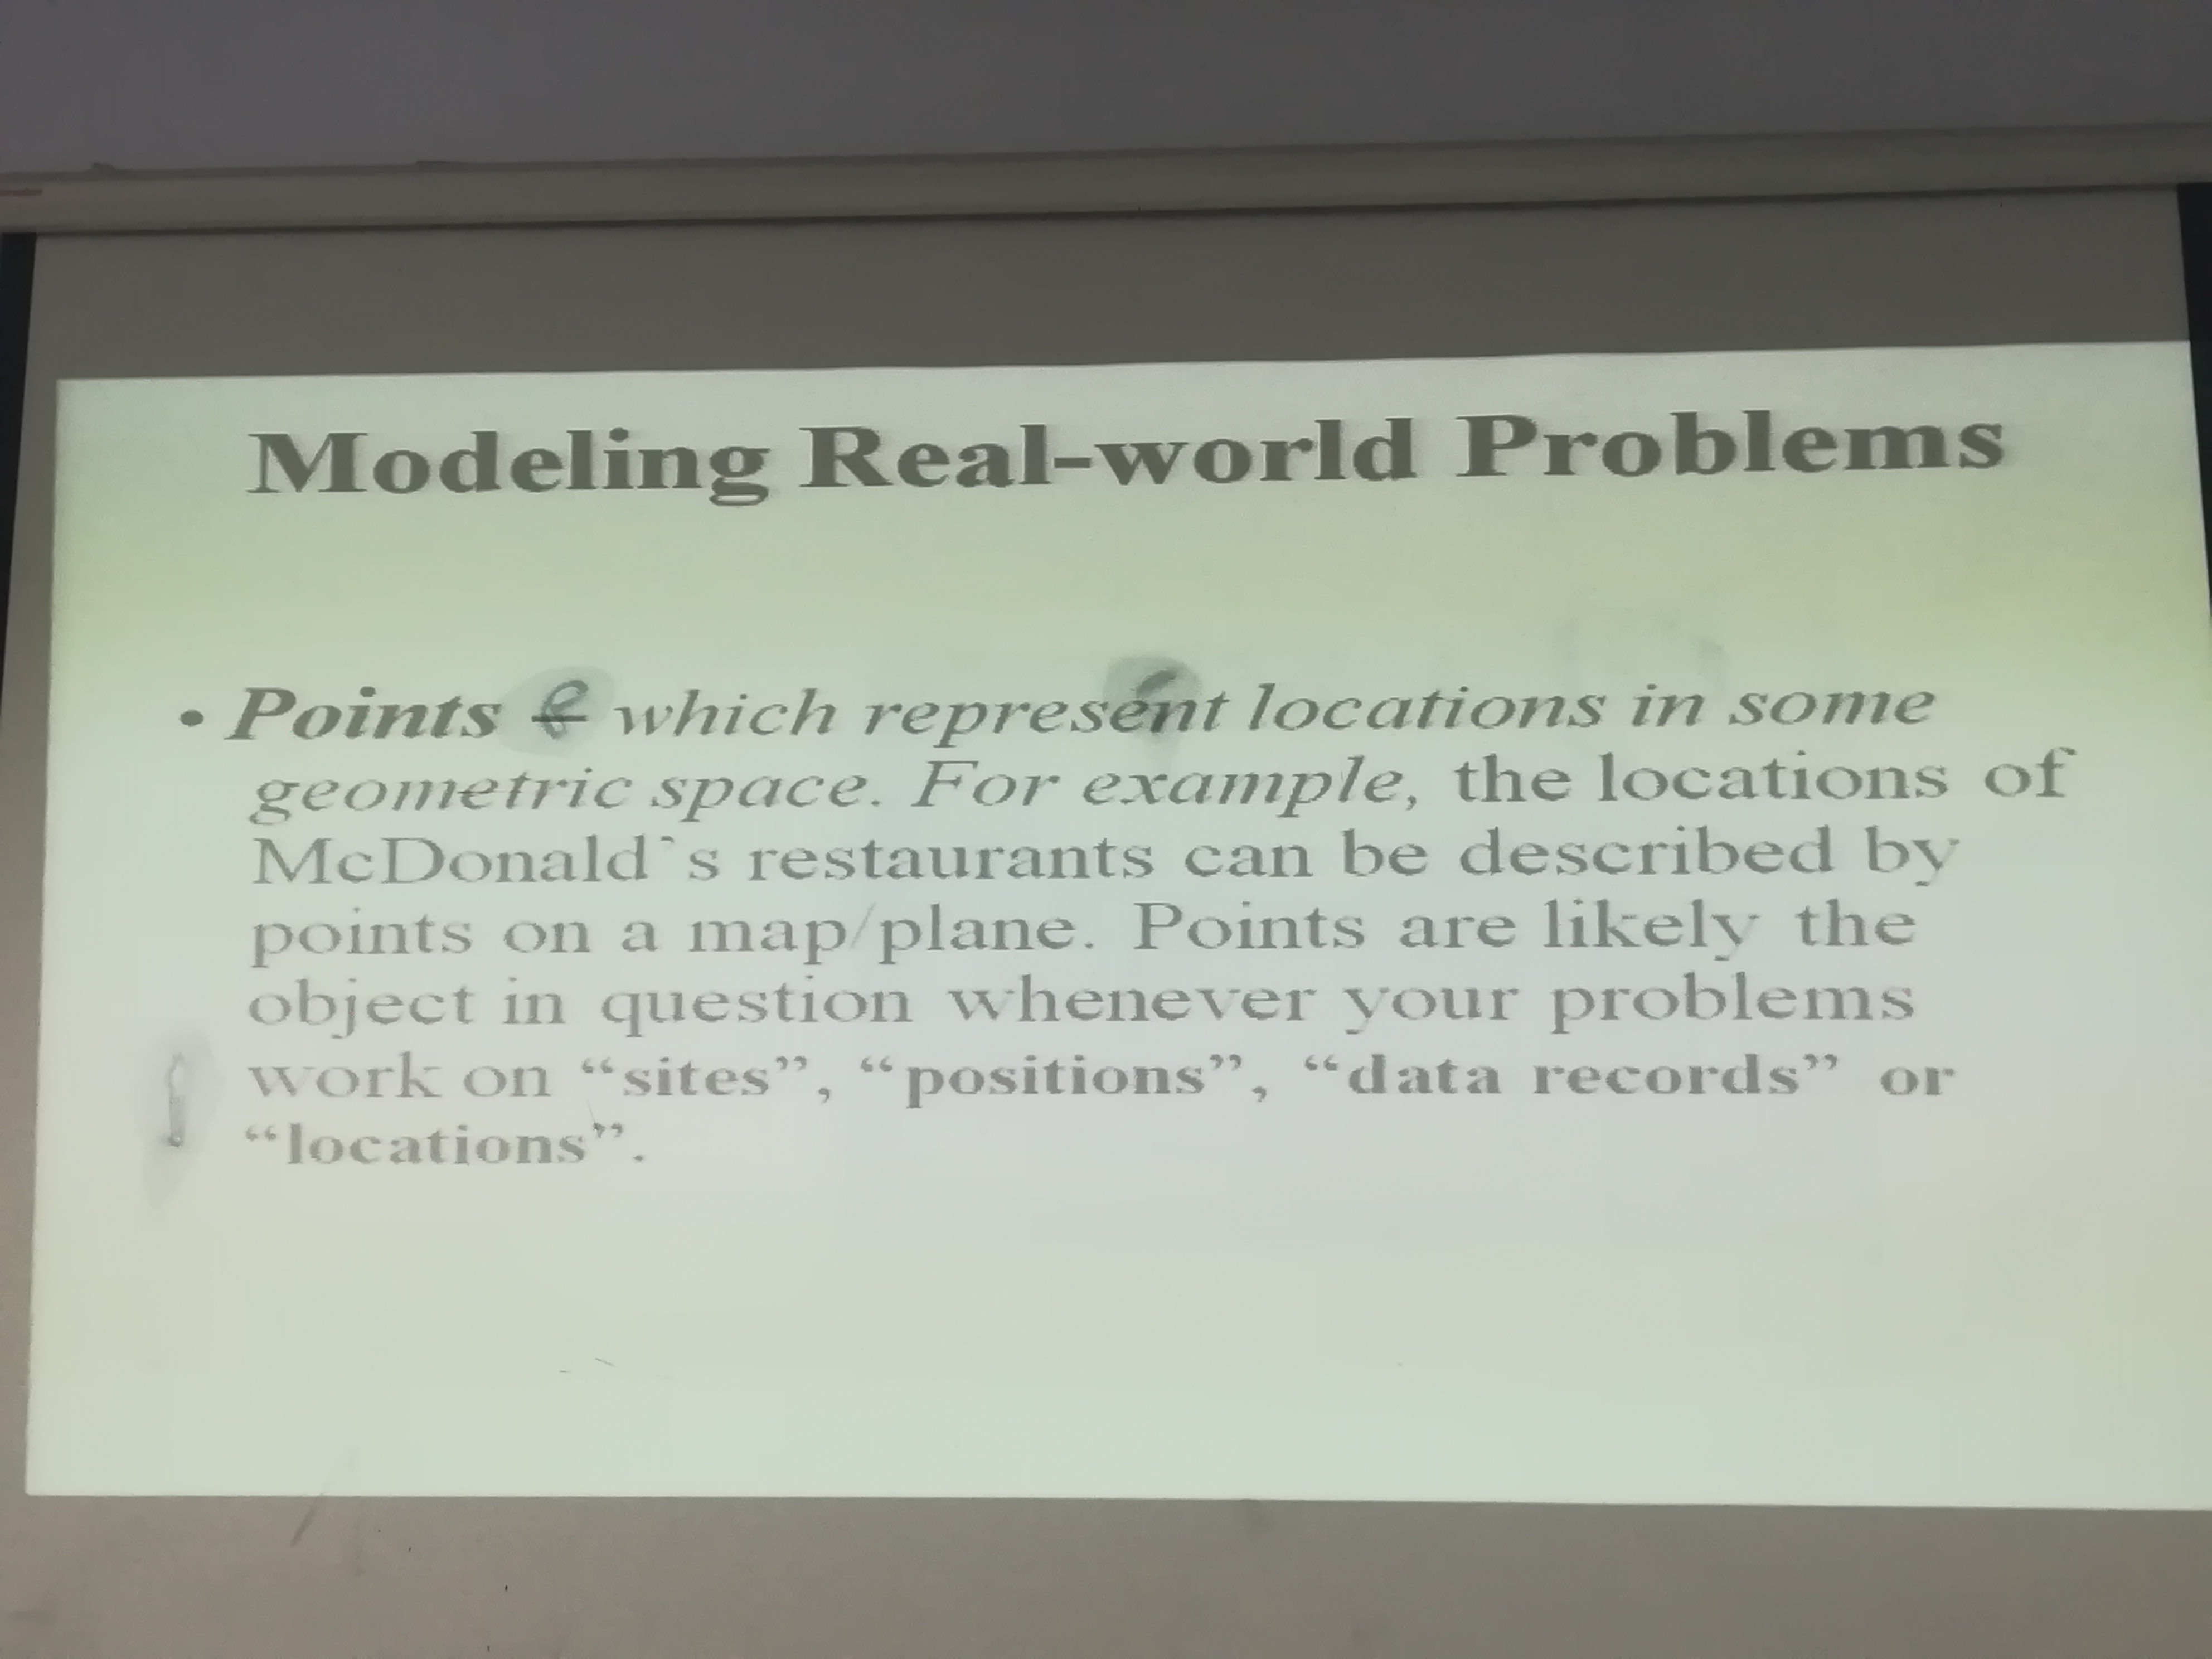 Modeling Real-world Problems
• Points – which represent locations in some
geometric space. For example, the locations of
McDonald`s restaurants can be described by
points on a map/plane. Points are likely the
object in question whenever your problems
work on “sites”, “positions”, “data records” or
“locations”.